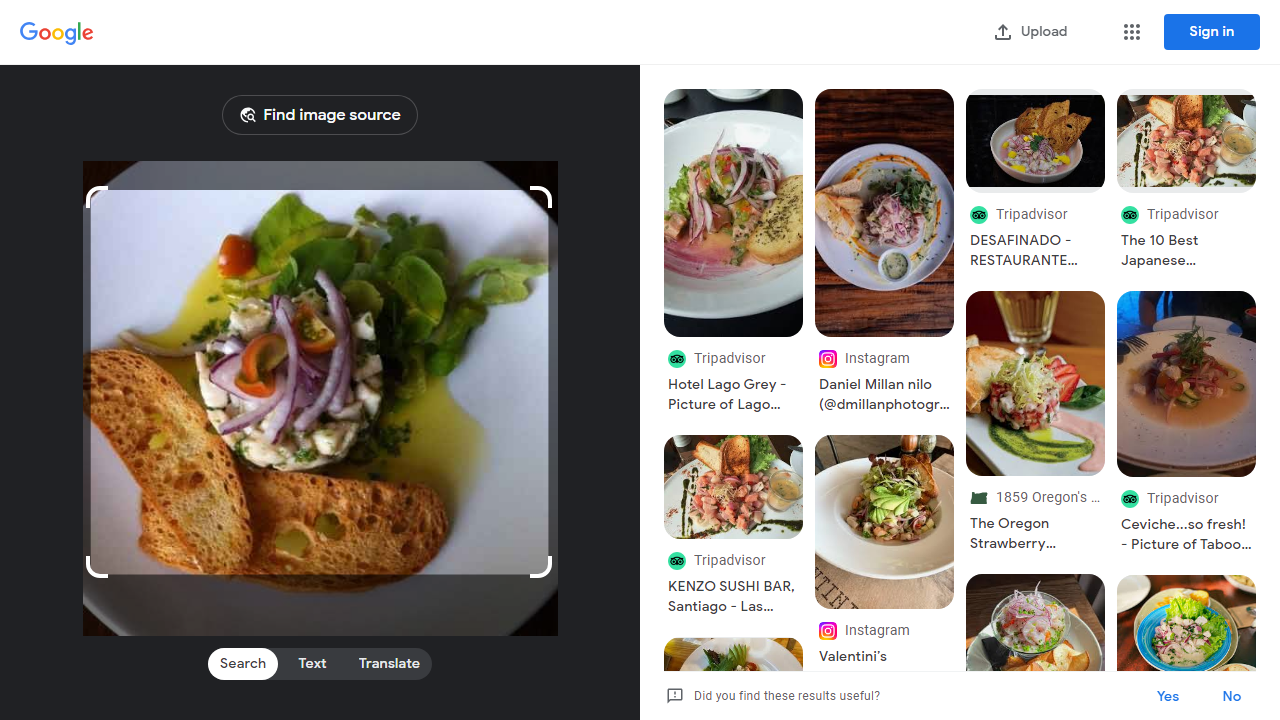 Google
Upload
Sign in
Find image source
Search
Text
Translate
Tripadvisor
Hotel Lago Grey -
Picture of Lago...
Instagram
Daniel Millan nilo
(@dmillanphotogr...
Tripadvisor
DESAFINADO -
RESTAURANTE...
Tripadvisor
The 10 Best
Japanese...
Tripadvisor
KENZO SUSHI BAR,
Santiago - Las...
Instagram
Valentini's
1859 Oregon's ...
The Oregon
Strawberry...
Tripadvisor
Ceviche...so fresh!
- Picture of Taboo...
Did you find these results useful?
Yes
No